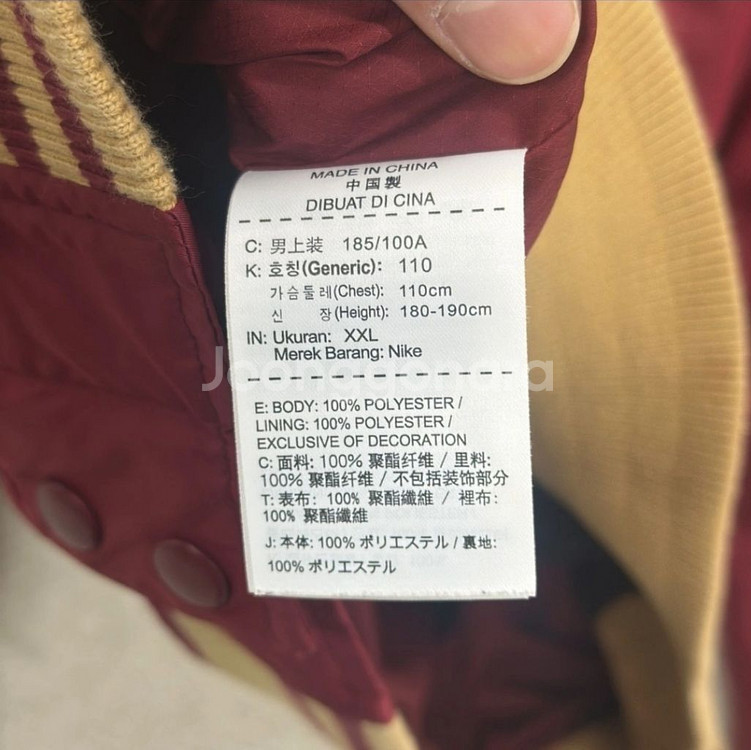 MADE IN CHINA
中国製
DIBUAT DI CINA
C: 男上装 185/100A
K: 호칭(Generic): 110
가슴둘레(Chest): 110cm
신 장(Height): 180-190cm
IN: Ukuran: XXL
Merek Barang: Nike
Joonggonara
E: BODY: 100% POLYESTER /
LINING: 100% POLYESTER /
EXCLUSIVE OF DECORATION
C: 面料: 100% 聚酯纤维 / 里料:
100% 聚酯纤维 / 不包括装饰部分
T: 表布: 100% 聚酯纖維 / 裡布:
100% 聚酯纖維
J: 本体: 100% ポリエステル / 裏地:
100% ポリエステル